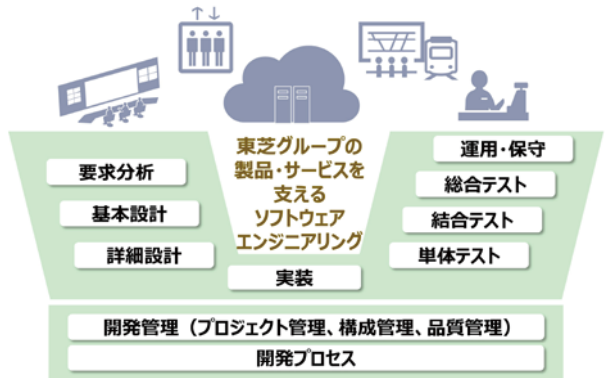 東芝グループの
製品・サービスを
支える
ソフトウェア
エンジニアリング
要求分析
基本設計
詳細設計
実装
運用・保守
総合テスト
結合テスト
単体テスト
開発管理（プロジェクト管理、構成管理、品質管理）
開発プロセス